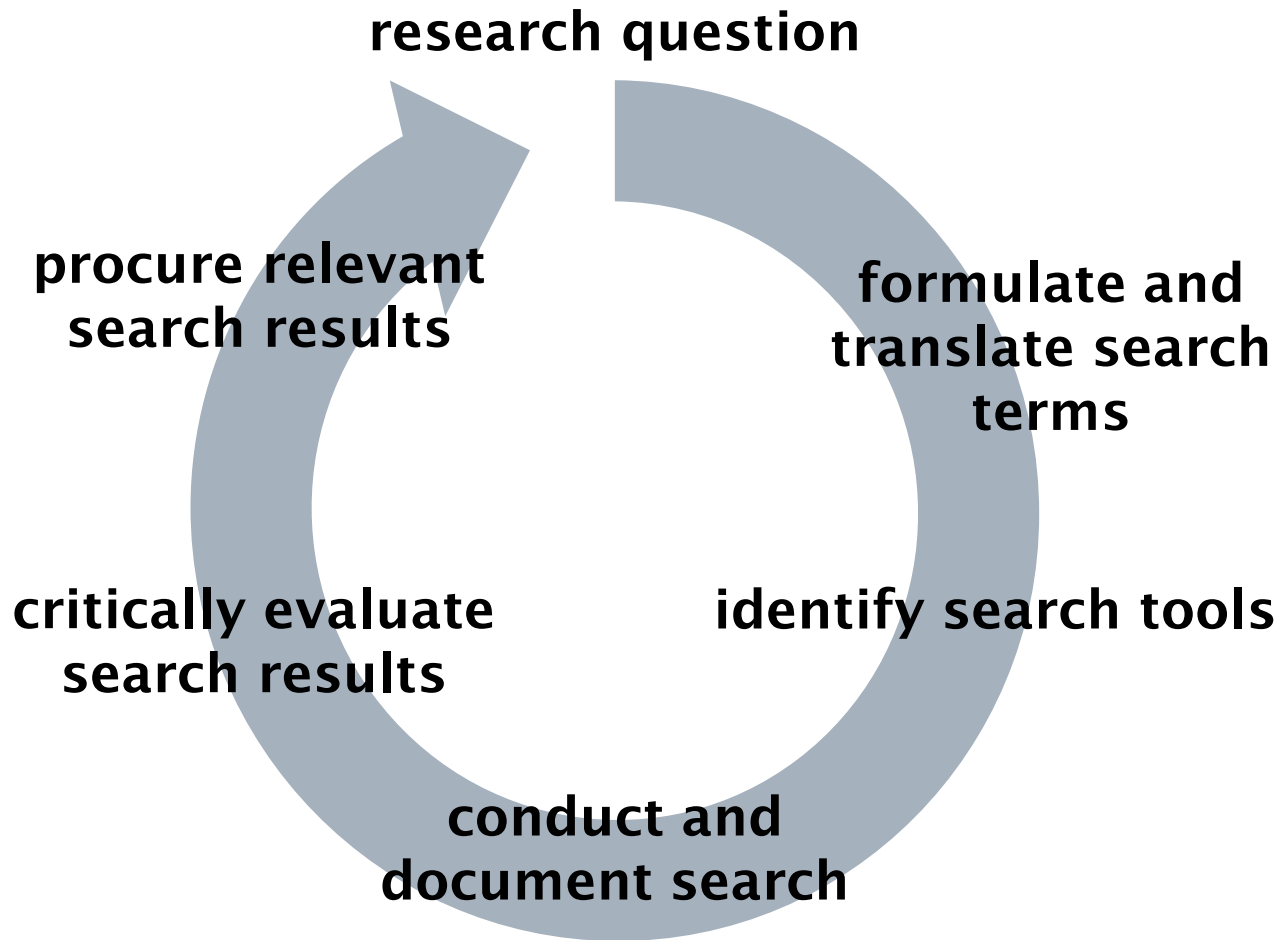 research question
formulate and
translate search
terms
identify search tools
conduct and
document search
critically evaluate
search results
procure relevant
search results